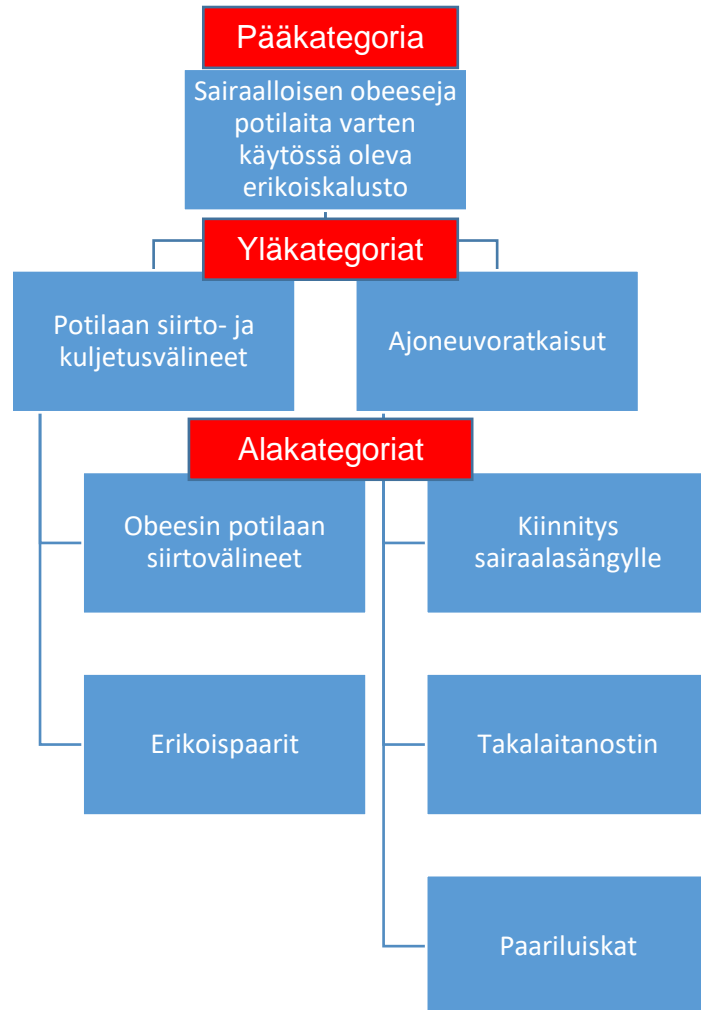 Pääkategoria
Sairaalloisen obeeseja
potilaita varten
käytössä oleva
erikoiskalusto
Yläkategoriat
Potilaan siirto- ja
kuljetusvälineet
Ajoneuvoratkaisut
Alakategoriat
Obeesin potilaan
siirtovälineet
Kiinnitys
sairaalasängylle
Erikoispaarit
Takalaitanostin
Paariluiskat